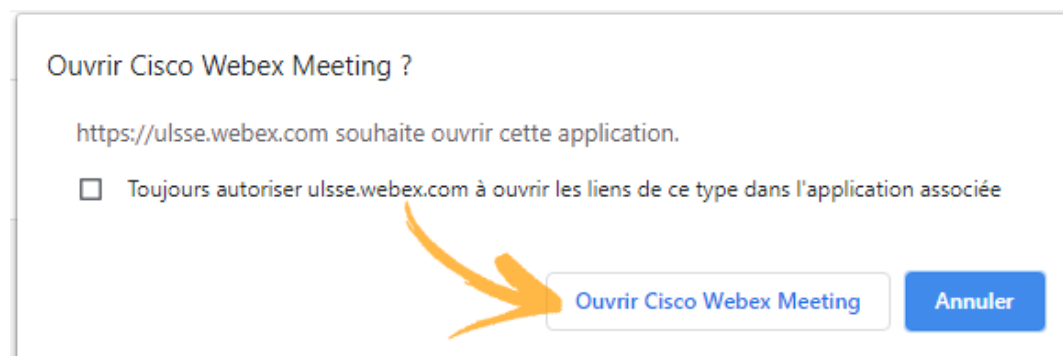 Ouvrir Cisco Webex Meeting ?
https://ulsse.webex.com souhaite ouvrir cette application.
Toujours autoriser ulsse.webex.com à ouvrir les liens de ce type dans l'application associée
Ouvrir Cisco Webex Meeting
Annuler